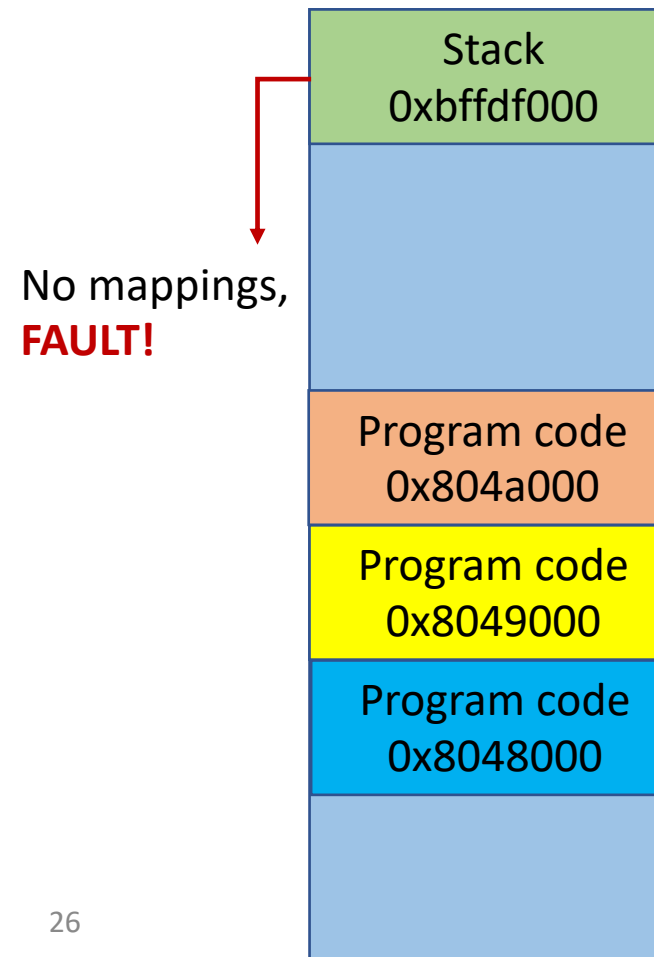 Stack
0xbffdf000
No mappings,
FAULT!
Program code
0x804a000
Program code
0x8049000
Program code
0x8048000
26